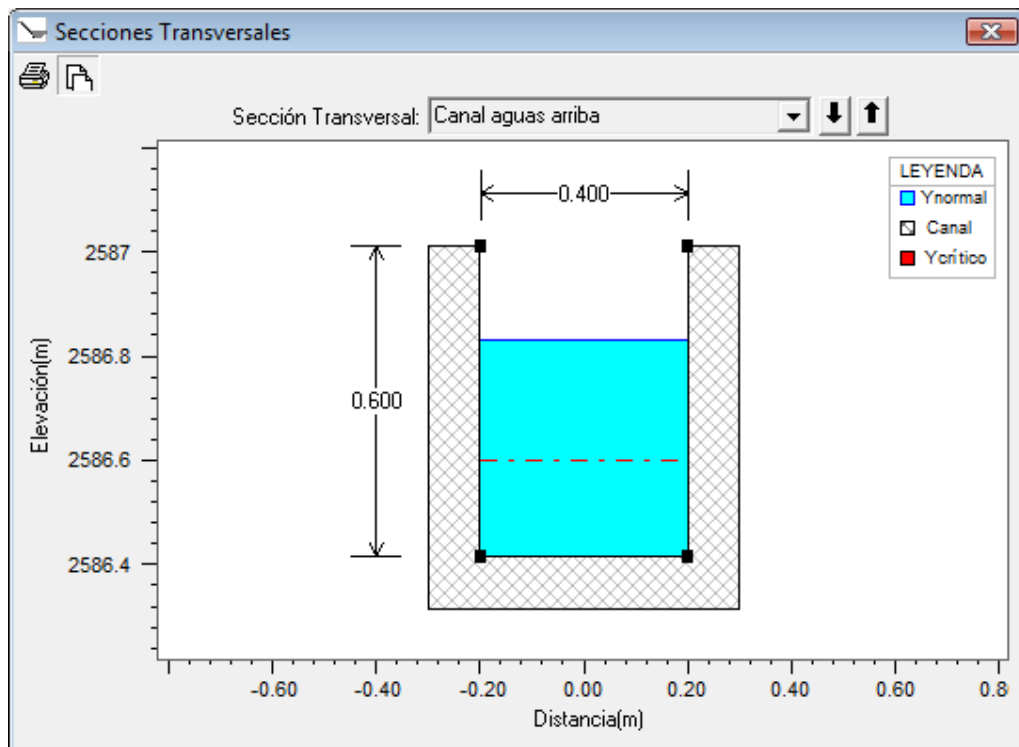 Secciones Transversales
Sección Transversal: Canal aguas arriba
LEYENDA
Ynormal
Canal
Ycrítico
0.400
0.600
Elevación(m)
2587
2586.8
2586.6
2586.4
-0.60 -0.40 -0.20 0.00 0.20 0.40 0.60 0.8
Distancia(m)